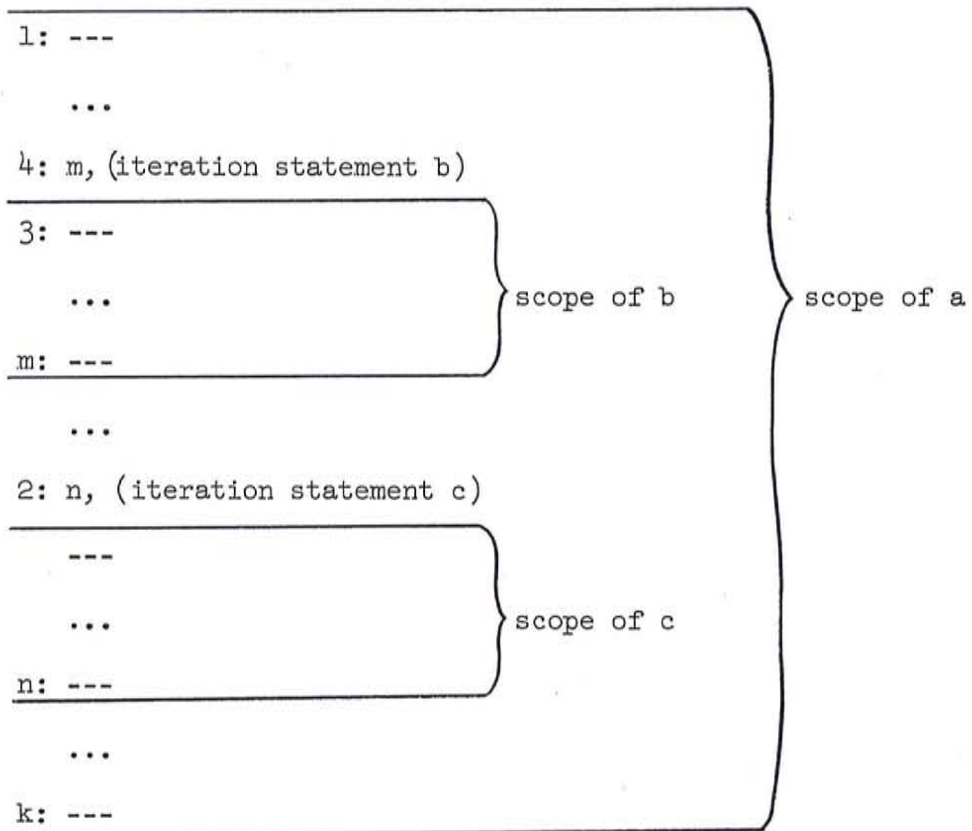 1: ---
...
4: m, (iteration statement b)
3: ---
...
scope of b
scope of a
m: ---
...
2: n, (iteration statement c)
---
...
scope of c
n: ---
...
k: ---